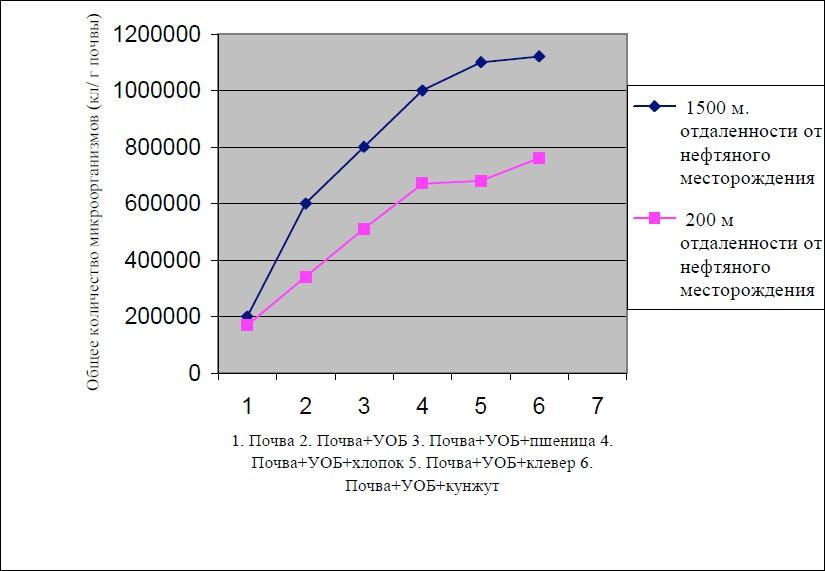 Общее количество микроорганизмов (кл/ г почвы)
1200000
1000000
800000
600000
400000
200000
0
1 2 3 4 5 6 7
1. Почва 2. Почва+УОБ 3. Почва+УОБ+пшеница 4.
Почва+УОБ+хлопок 5. Почва+УОБ+клевер 6.
Почва+УОБ+кунжут
1500 м.
отдаленности от
нефтяного
месторождения
200 м
отдаленности от
нефтяного
месторождения